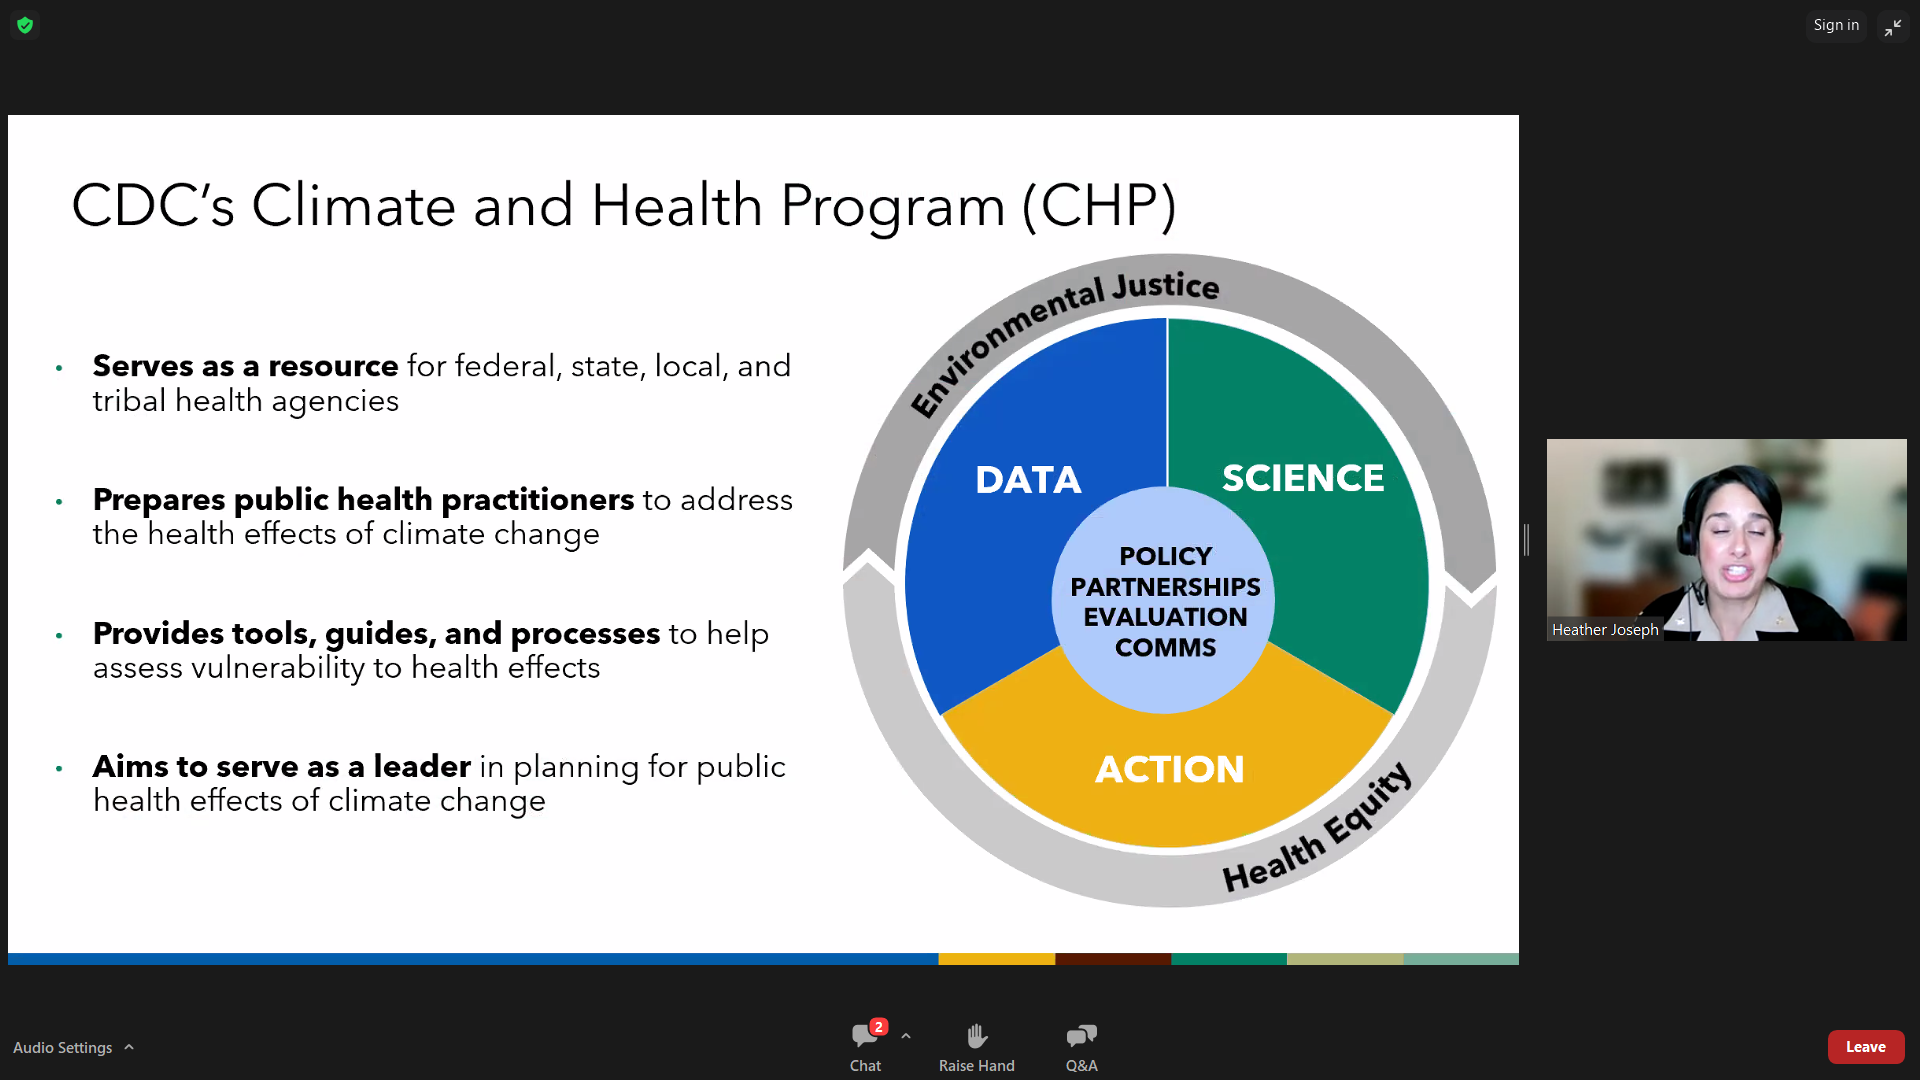 Sign in
CDC’s Climate and Health Program (CHP)
• Serves as a resource for federal, state, local, and
tribal health agencies
• Prepares public health practitioners to address
the health effects of climate change
• Provides tools, guides, and processes to help
assess vulnerability to health effects
• Aims to serve as a leader in planning for public
health effects of climate change
Environmental Justice
DATA
SCIENCE
POLICY
PARTNERSHIPS
EVALUATION
COMMS
ACTION
Health Equity
Heather Joseph
Audio Settings
2
Chat
Raise Hand
Q&A
Leave